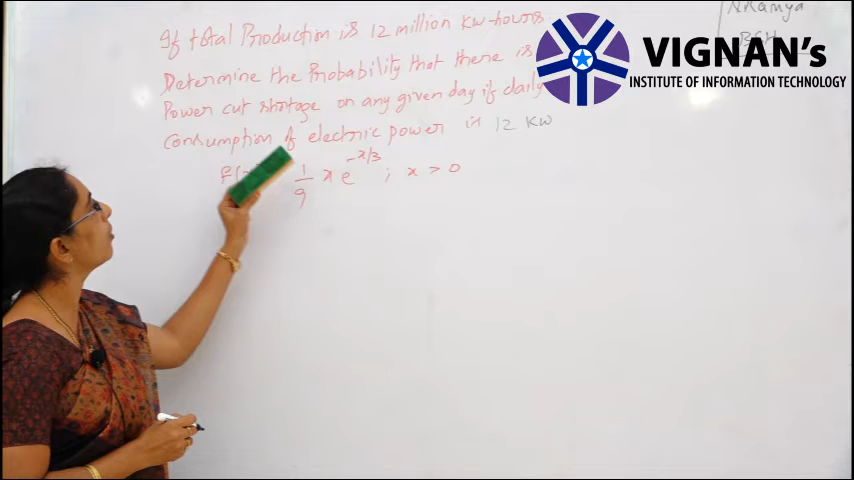 NKamya
BSH
If total Production is 12 million kw-hours
Determine the Probability that there is
Power cut shortage on any given day if daily
Consumption of electric power is 12 KW
f(x) 1/9 x e^-x/3 ; x > 0
VIGNAN's
INSTITUTE OF INFORMATION TECHNOLOGY